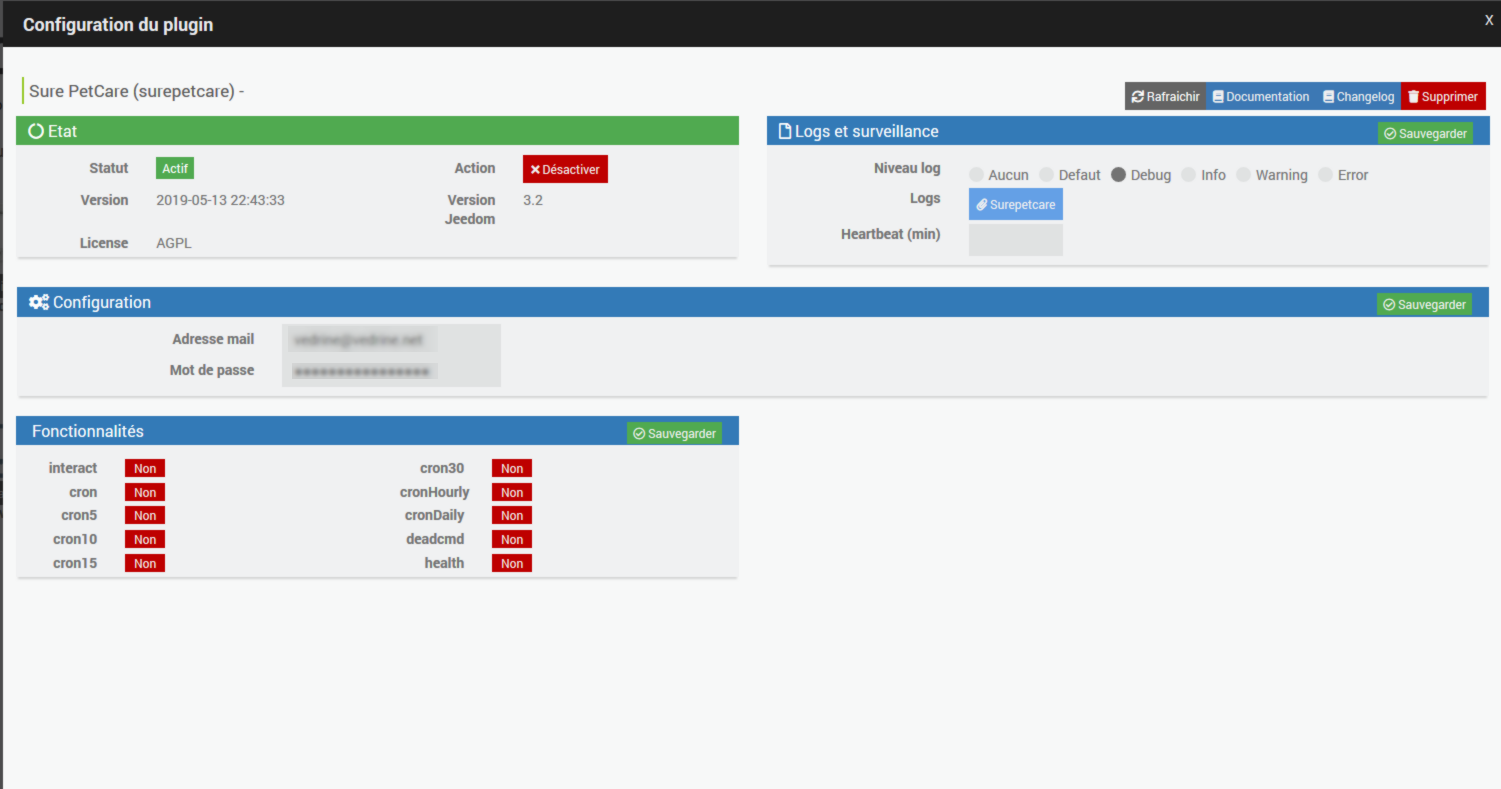 Configuration du plugin
X
Sure PetCare (surepetcare) -
Rafraichir Documentation Changelog Supprimer
Etat
Statut Actif Action Désactiver
Version 2019-05-13 22:43:33 Version Jeedom 3.2
License AGPL
Logs et surveillance Sauvegarder
Niveau log Aucun Defaut Debug Info Warning Error
Logs Surepetcare
Heartbeat (min)
Configuration Sauvegarder
Adresse mail
Mot de passe
Fonctionnalités Sauvegarder
interact Non cron30 Non
cron Non cronHourly Non
cron5 Non cronDaily Non
cron10 Non deadcmd Non
cron15 Non health Non